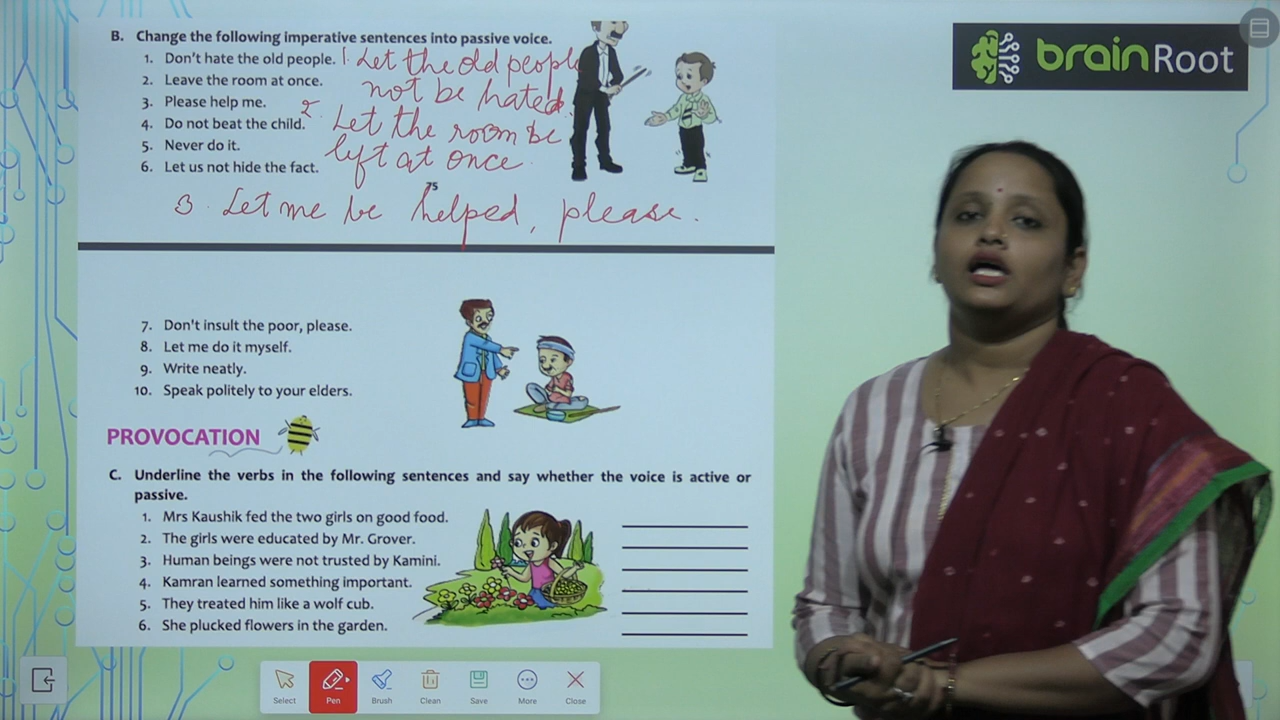 B. Change the following imperative sentences into passive voice.
1. Don't hate the old people.
2. Leave the room at once.
3. Please help me.
4. Do not beat the child.
5. Never do it.
6. Let us not hide the fact.
1. Let the old people
not be hated.
2. Let the room be
left at once.
75
3. Let me be helped, please.
7. Don't insult the poor, please.
8. Let me do it myself.
9. Write neatly.
10. Speak politely to your elders.
PROVOCATION
C. Underline the verbs in the following sentences and say whether the voice is active or
passive.
1. Mrs Kaushik fed the two girls on good food.
2. The girls were educated by Mr. Grover.
3. Human beings were not trusted by Kamini.
4. Kamran learned something important.
5. They treated him like a wolf cub.
6. She plucked flowers in the garden.
brainRoot
Select Pen Brush Clean Save More Close